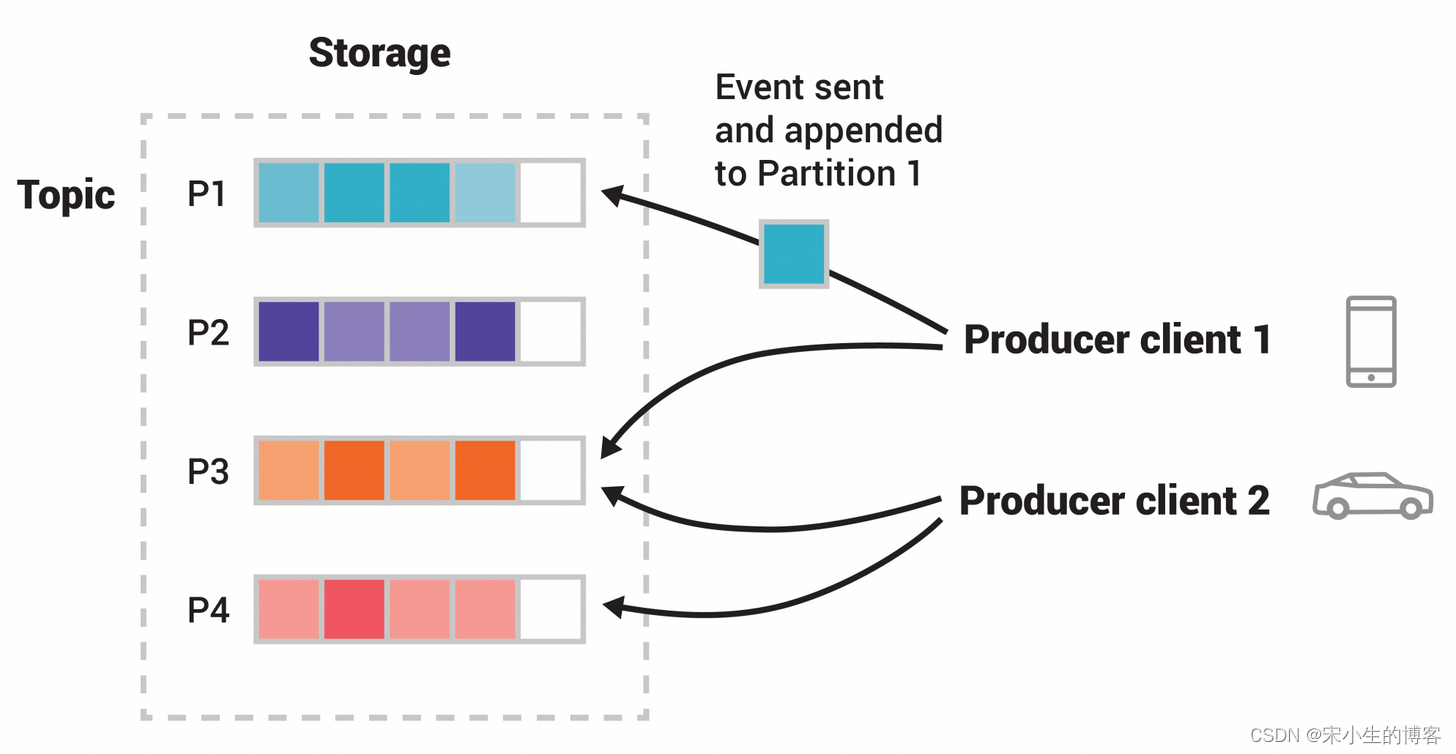 Storage
Event sent
and appended
to Partition 1
Topic
P1
P2
Producer client 1
P3
Producer client 2
P4
CSDN @宋小生的博客